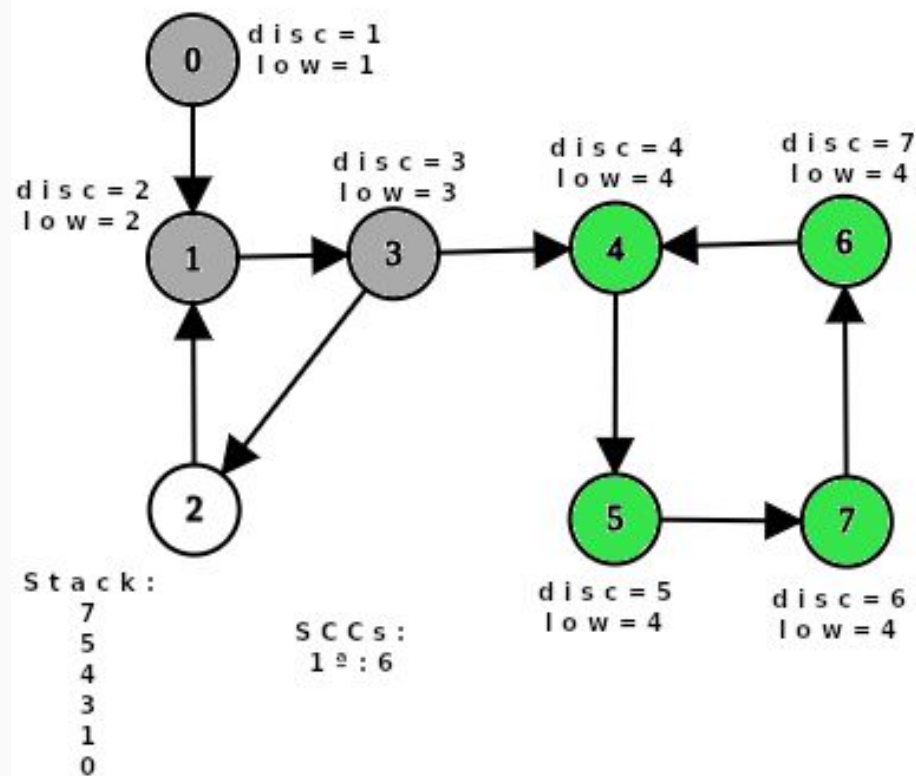 0
disc=1
low=1
disc=2
low=2
1
disc=3
low=3
3
disc=4
low=4
4
disc=7
low=4
6
2
5
disc=5
low=4
7
disc=6
low=4
Stack:
7
5
4
3
1
0
SCCs:
1ª:6